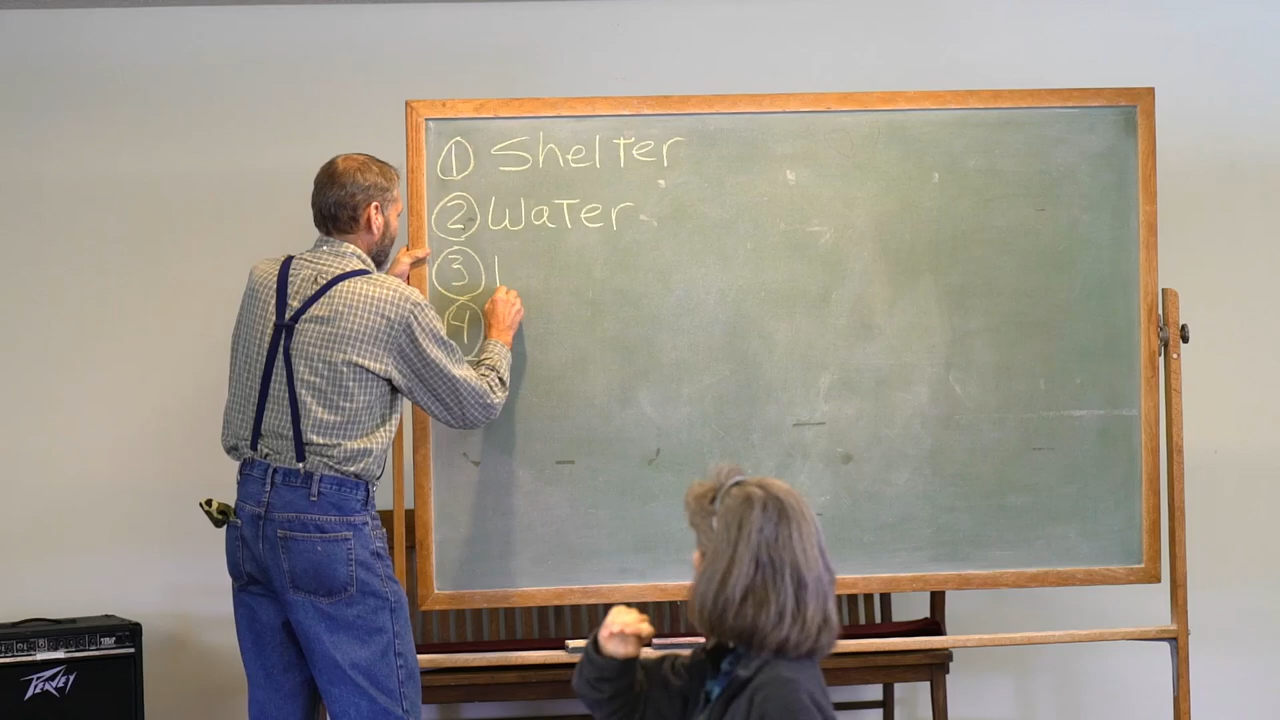 ① Shelter
② Water
③
④
PEAVEY